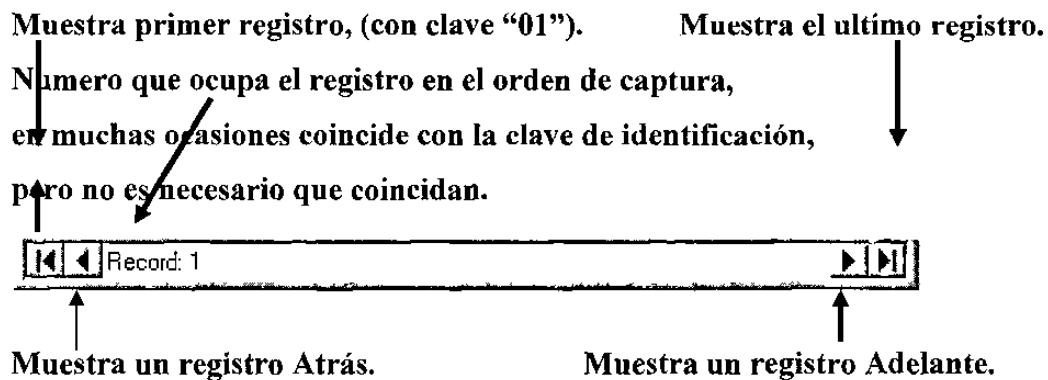 Muestra primer registro, (con clave “01”). Muestra el ultimo registro.
Numero que ocupa el registro en el orden de captura,
en muchas ocasiones coincide con la clave de identificación,
pero no es necesario que coincidan.
Record: 1
Muestra un registro Atrás. Muestra un registro Adelante.